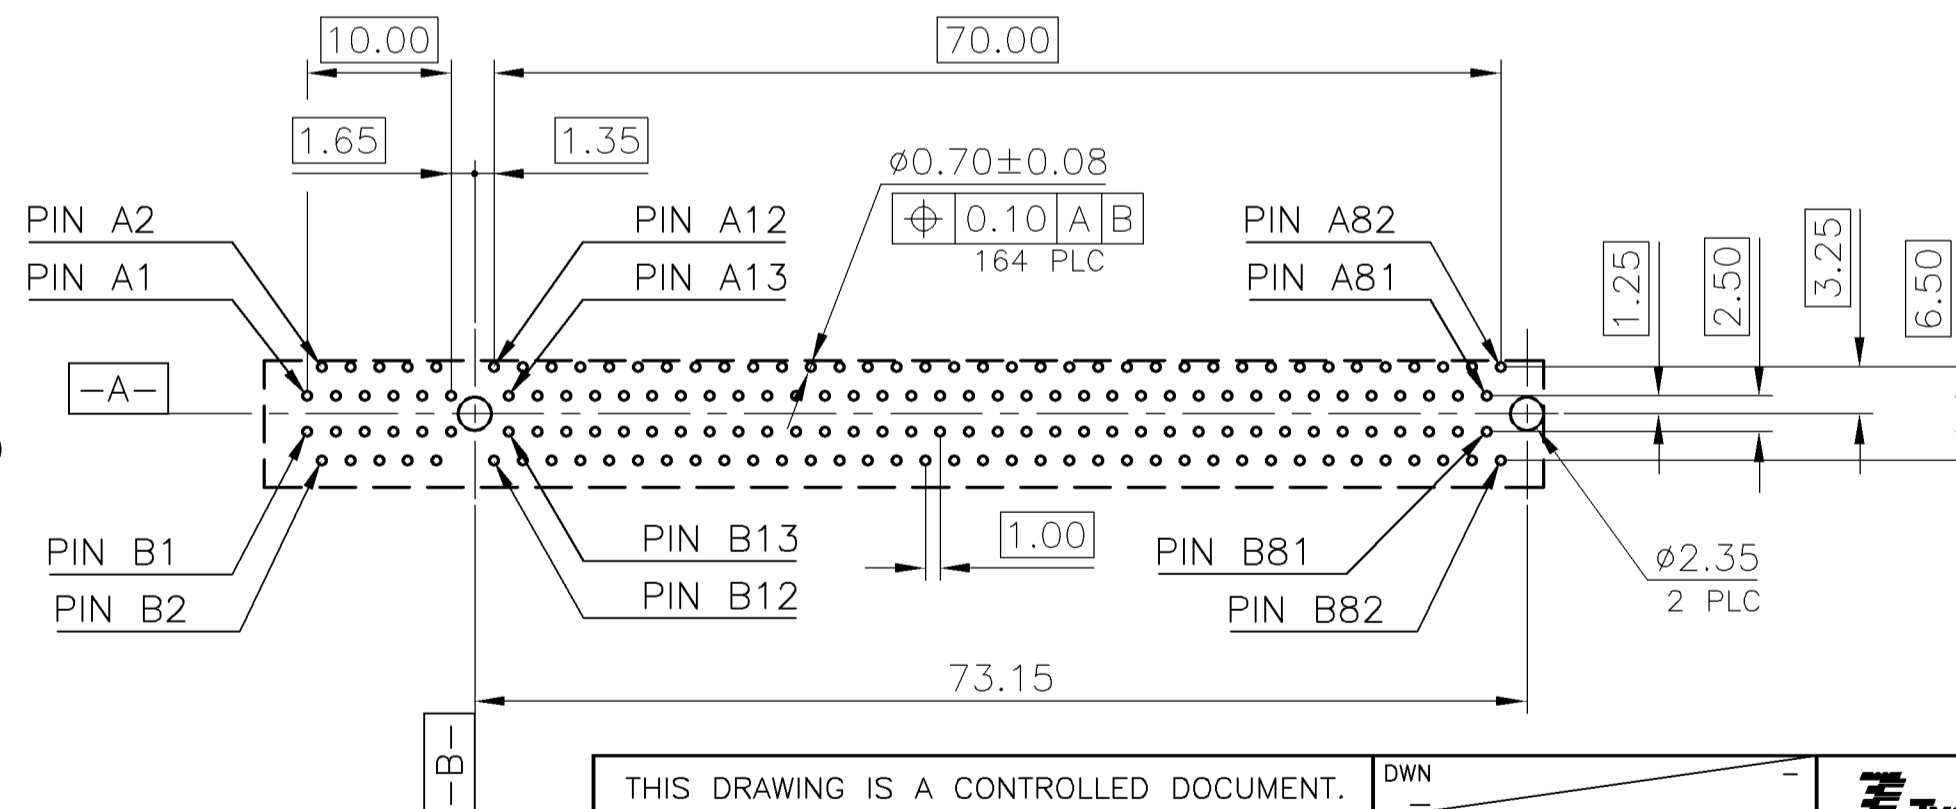 10.00
70.00
1.65
1.35
ø0.70±0.08
⌖ 0.10 A B
164 PLC
PIN A2
PIN A12
PIN A82
PIN A1
PIN A13
PIN A81
1.25
2.50
3.25
6.50
-A-
PIN B1
PIN B13
1.00
PIN B81
ø2.35
2 PLC
PIN B2
PIN B12
PIN B82
73.15
-B-
THIS DRAWING IS A CONTROLLED DOCUMENT.
DWN
-
-